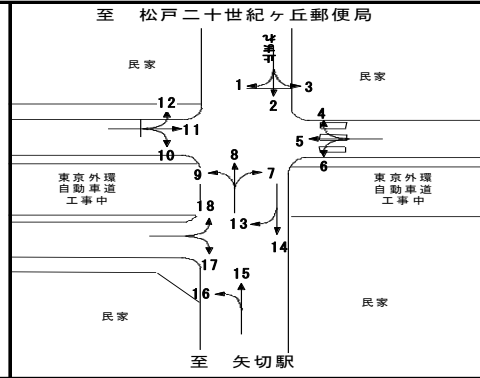 至 松戸二十世紀ヶ丘郵便局
民家
止まれ
民家
1
2
3
12
11
10
4
5
6
東京外環
自動車道
工事中
9
8
7
東京外環
自動車道
工事中
18
13
14
17
16
15
民家
民家
至 矢切駅